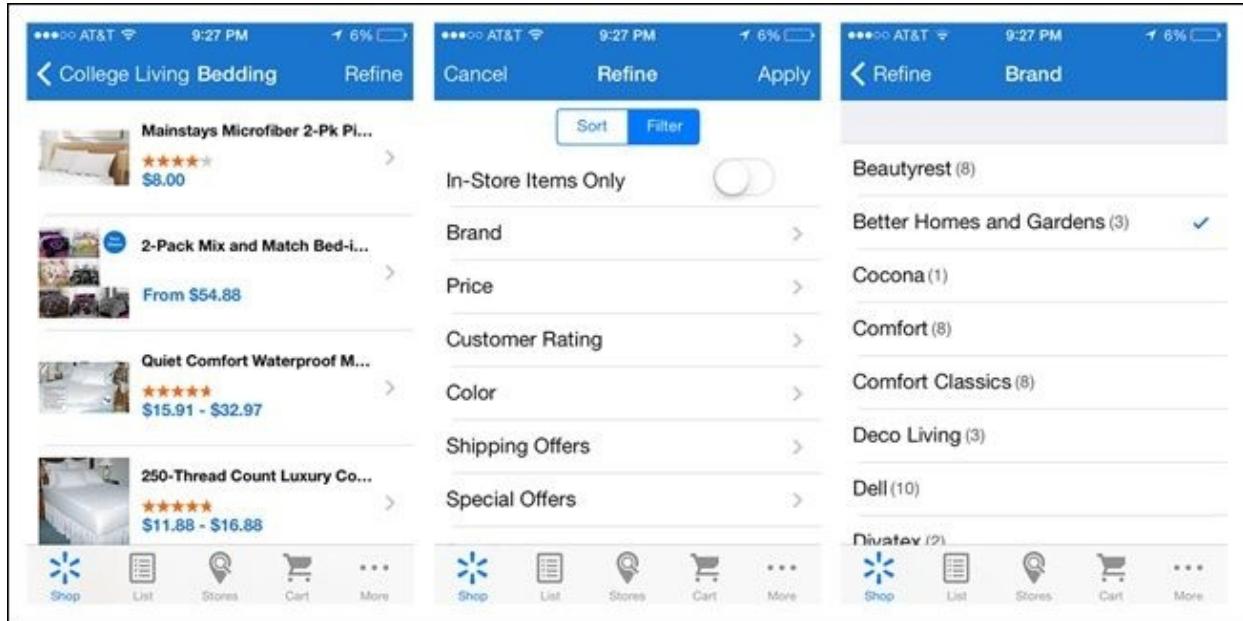 AT&T 9:27 PM 6%
College Living Bedding Refine
Mainstays Microfiber 2-Pk Pi...
$8.00
2-Pack Mix and Match Bed-i...
From $54.88
Quiet Comfort Waterproof M...
$15.91 - $32.97
250-Thread Count Luxury Co...
$11.88 - $16.88
Shop List Stores Cart More
AT&T 9:27 PM 6%
Cancel Refine Apply
Sort Filter
In-Store Items Only
Brand
Price
Customer Rating
Color
Shipping Offers
Special Offers
Shop List Stores Cart More
AT&T 9:27 PM 6%
Refine Brand
Beautyrest (8)
Better Homes and Gardens (3)
Cocona (1)
Comfort (8)
Comfort Classics (8)
Deco Living (3)
Dell (10)
Divatex (2)
Shop List Stores Cart More